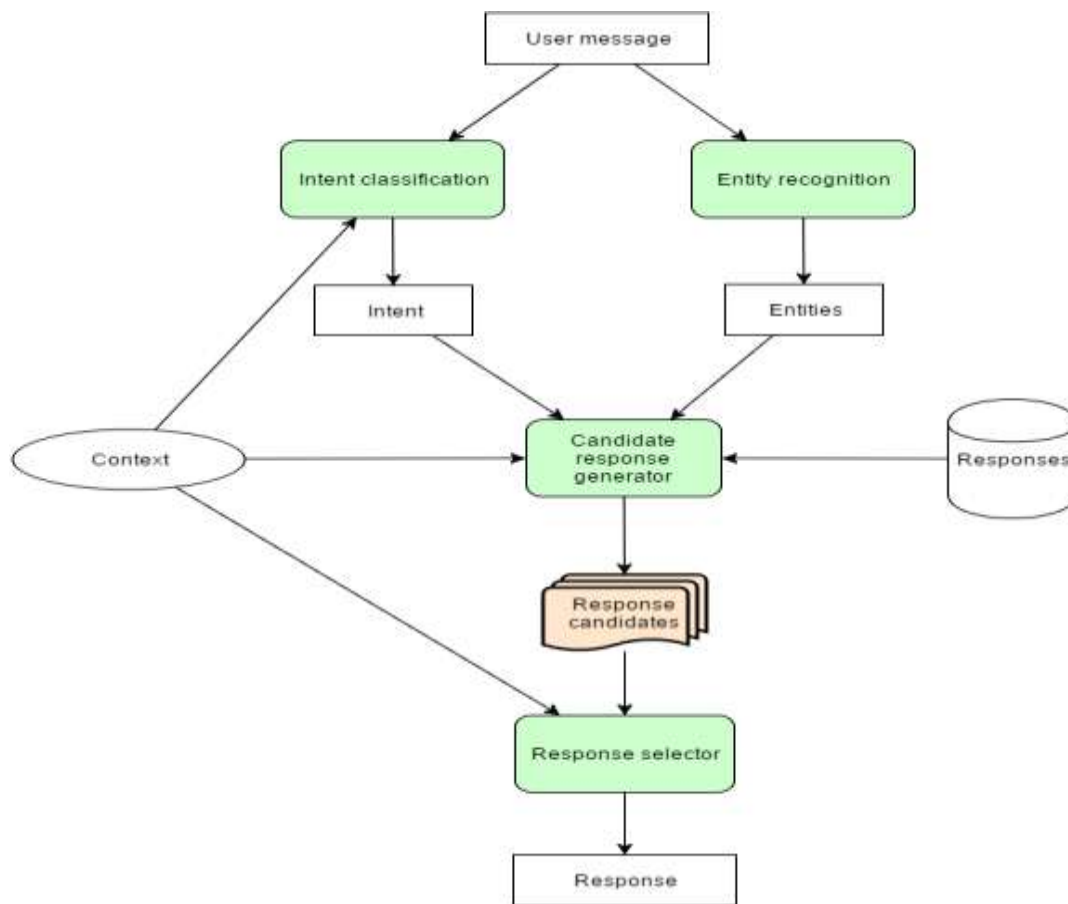 User message
Intent classification
Entity recognition
Intent
Entities
Context
Candidate
response
generator
Responses
Response
candidates
Response selector
Response